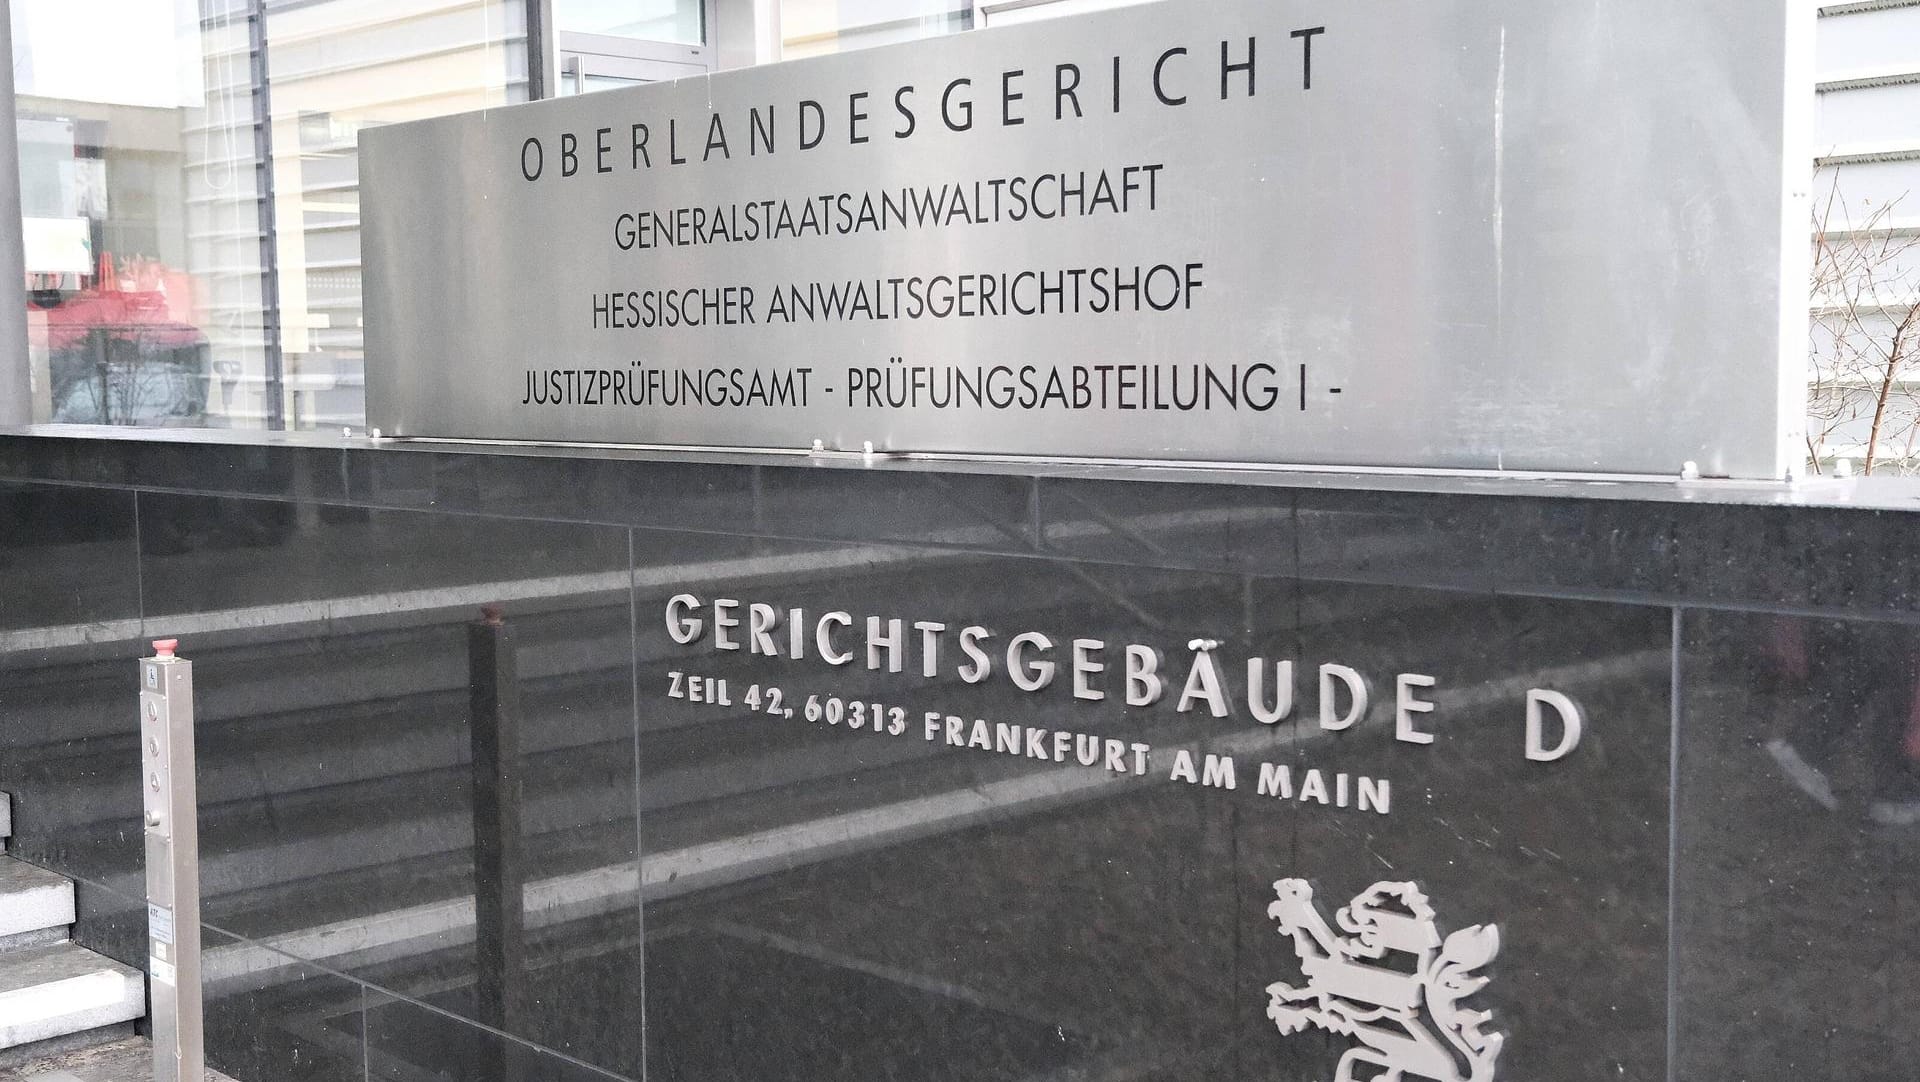 OBERLANDESGERICHT
GENERALSTAATSANWALTSCHAFT
HESSISCHER ANWALTSGERICHTSHOF
JUSTIZPRÜFUNGSAMT - PRÜFUNGSABTEILUNG I -
GERICHTSGEBÄUDE D
ZEIL 42, 60313 FRANKFURT AM MAIN